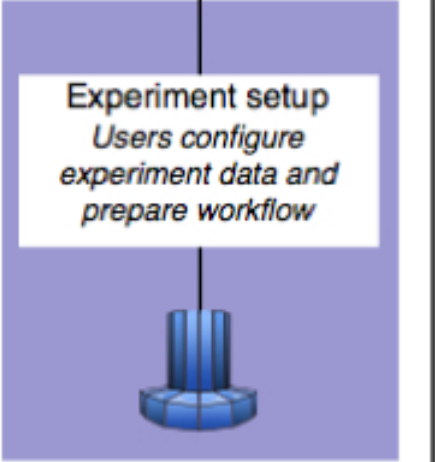 Experiment setup
Users configure
experiment data and
prepare workflow